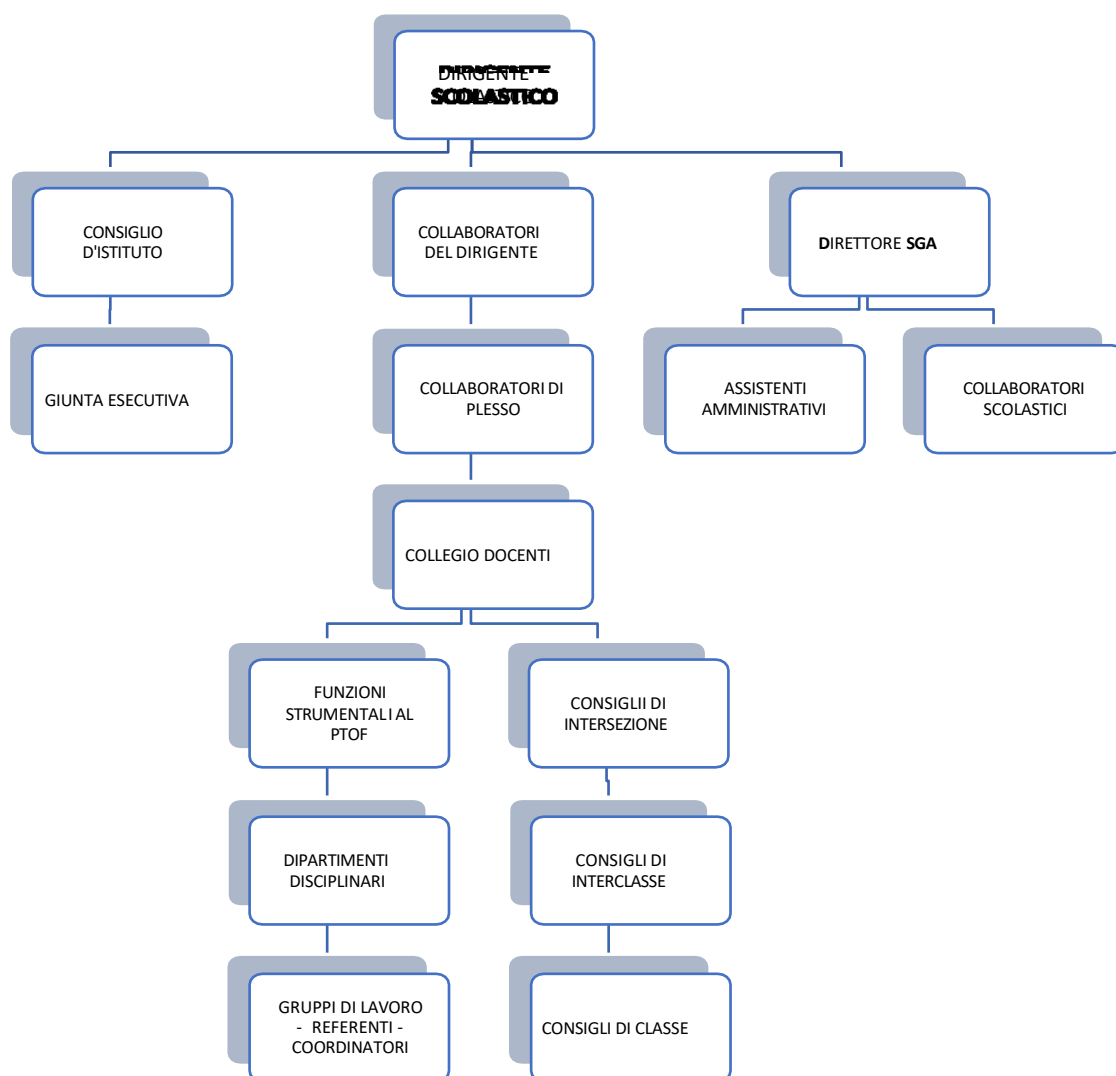 DIRIGENTE
SCOLASTICO
CONSIGLIO
D'ISTITUTO
COLLABORATORI
DEL DIRIGENTE
DIRETTORE SGA
GIUNTA ESECUTIVA
COLLABORATORI DI
PLESSO
ASSISTENTI
AMMINISTRATIVI
COLLABORATORI
SCOLASTICI
COLLEGIO DOCENTI
FUNZIONI
STRUMENTALI AL
PTOF
CONSIGLII DI
INTERSEZIONE
DIPARTIMENTI
DISCIPLINARI
CONSIGLI DI
INTERCLASSE
GRUPPI DI LAVORO
- REFERENTI -
COORDINATORI
CONSIGLI DI CLASSE